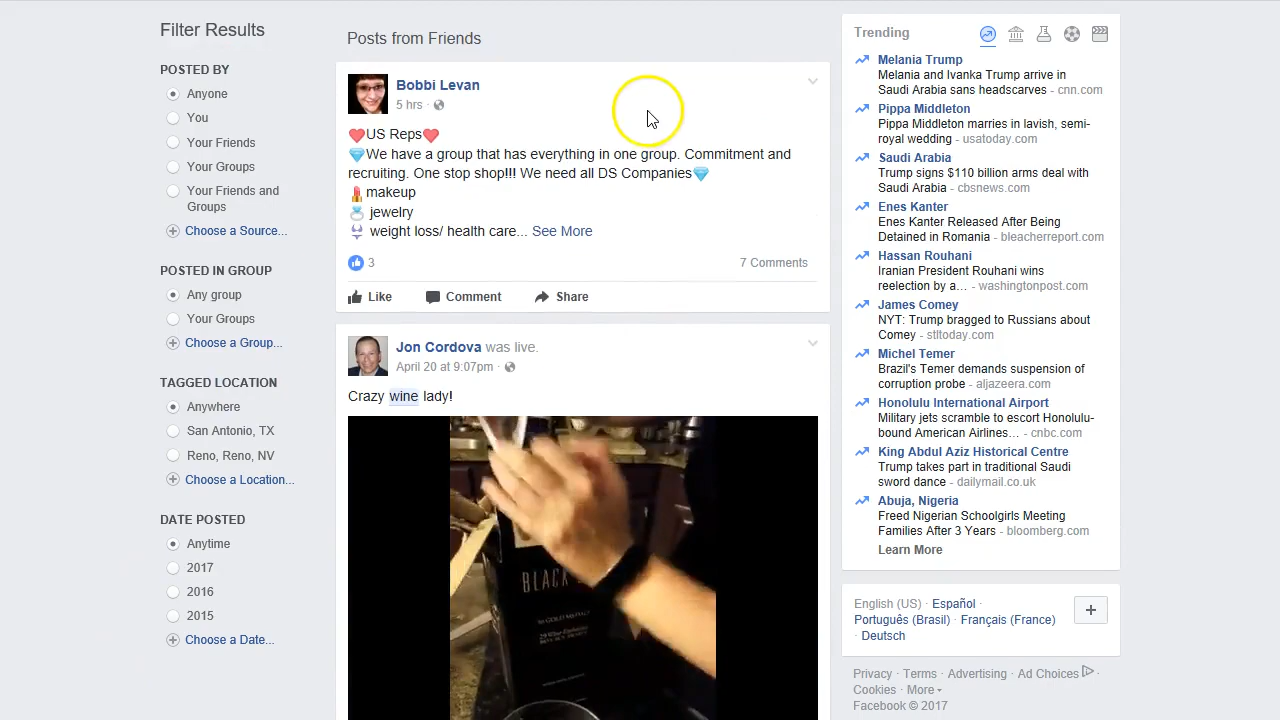 Filter Results
POSTED BY
Anyone
You
Your Friends
Your Groups
Your Friends and
Groups
Choose a Source...
POSTED IN GROUP
Any group
Your Groups
Choose a Group...
TAGGED LOCATION
Anywhere
San Antonio, TX
Reno, Reno, NV
Choose a Location...
DATE POSTED
Anytime
2017
2016
2015
Choose a Date...
Posts from Friends
Bobbi Levan
5 hrs ·
❤️US Reps❤️
💎We have a group that has everything in one group. Commitment and
recruiting. One stop shop!!! We need all DS Companies💎
💄makeup
💍 jewelry
👙 weight loss/ health care... See More
3
7 Comments
Like Comment Share
Jon Cordova was live.
April 20 at 9:07pm ·
Crazy wine lady!
BLACK
Trending
Melania Trump
Melania and Ivanka Trump arrive in
Saudi Arabia sans headscarves - cnn.com
Pippa Middleton
Pippa Middleton marries in lavish, semi-
royal wedding - usatoday.com
Saudi Arabia
Trump signs $110 billion arms deal with
Saudi Arabia - cbsnews.com
Enes Kanter
Enes Kanter Released After Being
Detained in Romania - bleacherreport.com
Hassan Rouhani
Iranian President Rouhani wins
reelection by a... - washingtonpost.com
James Comey
NYT: Trump bragged to Russians about
Comey - stltoday.com
Michel Temer
Brazil's Temer demands suspension of
corruption probe - aljazeera.com
Honolulu International Airport
Military jets scramble to escort Honolulu-
bound American Airlines... - cnbc.com
King Abdul Aziz Historical Centre
Trump takes part in traditional Saudi
sword dance - dailymail.co.uk
Abuja, Nigeria
Freed Nigerian Schoolgirls Meeting
Families After 3 Years - bloomberg.com
Learn More
English (US) · Español ·
Português (Brasil) · Français (France)
· Deutsch
Privacy · Terms · Advertising · Ad Choices ·
Cookies · More
Facebook © 2017